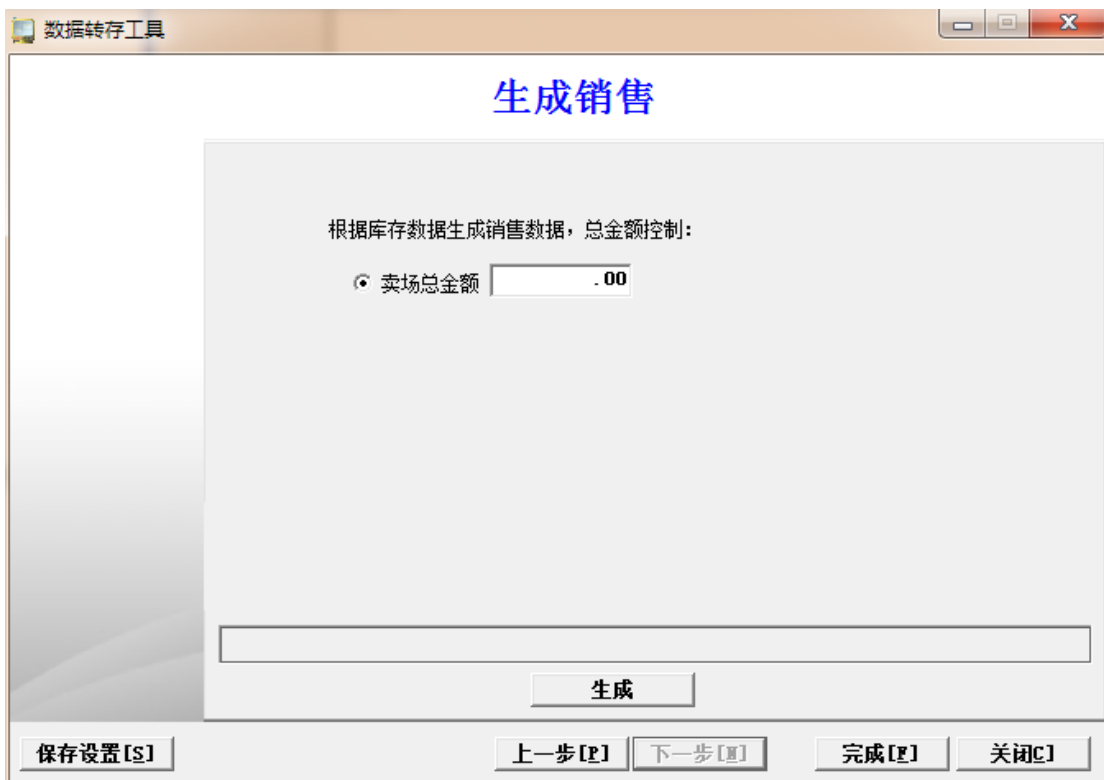 数据转存工具
生成销售
根据库存数据生成销售数据，总金额控制：
卖场总金额 .00
生成
保存设置[S] 上一步[P] 下一步[N] 完成[F] 关闭C]